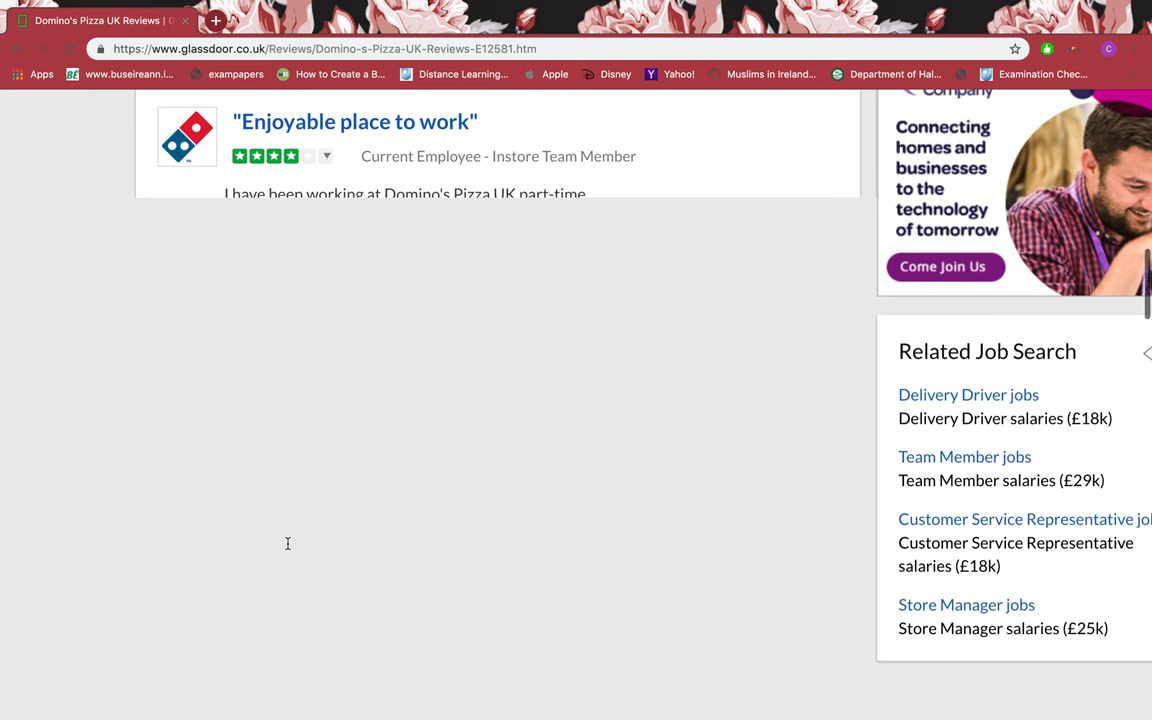 Domino's Pizza UK Reviews |
https://www.glassdoor.co.uk/Reviews/Domino-s-Pizza-UK-Reviews-E12581.htm
C
Apps
BÉ www.buseireann.i...
exampapers
How to Create a B...
Distance Learning...
Apple
Disney
Y Yahoo!
Muslims in Ireland...
Department of Hal...
Examination Chec...
"Enjoyable place to work"
Current Employee - Instore Team Member
I have been working at Domino's Pizza UK part-time
Company
Connecting
homes and
businesses
to the
technology
of tomorrow
Come Join Us
Related Job Search
Delivery Driver jobs
Delivery Driver salaries (£18k)
Team Member jobs
Team Member salaries (£29k)
Customer Service Representative jo
Customer Service Representative
salaries (£18k)
Store Manager jobs
Store Manager salaries (£25k)